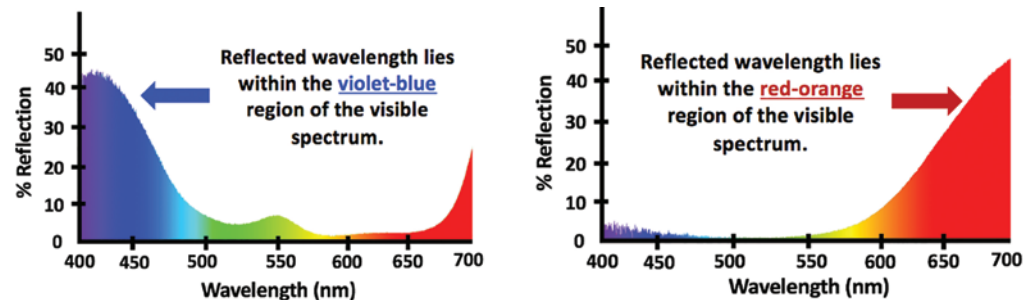 50
40
30
20
10
0
% Reflection
Reflected wavelength lies
within the violet-blue
region of the visible
spectrum.
400 450 500 550 600 650 700
Wavelength (nm)
50
40
30
20
10
0
% Reflection
Reflected wavelength lies
within the red-orange
region of the visible
spectrum.
400 450 500 550 600 650 700
Wavelength (nm)